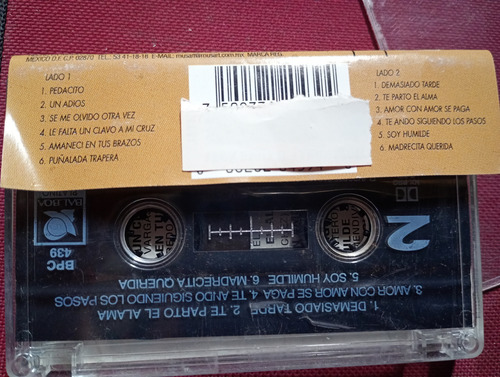 MEXICO D.F. C.P. 02870 TEL.: 53 41-18-18 E-MAIL: MARCA REG.
LADO 1
1. PEDACITO
2. UN ADIOS
3. SE ME OLVIDO OTRA VEZ
4. LE FALTA UN CLAVO A MI CRUZ
5. AMANECI EN TUS BRAZOS
6. PUÑALADA TRAPERA
LADO 2
1. DEMASIADO TARDE
2. TE PARTO EL ALMA
3. AMOR CON AMOR SE PAGA
4. TE ANDO SIGUIENDO LOS PASOS
5. SOY HUMILDE
6. MADRECITA QUERIDA
2
BALBOA
BPC
439
1. DEMASIADO TARDE 2. TE PARTO EL ALAMA
3. AMOR CON AMOR SE PAGA 4. TE ANDO SIGUIENDO LOS PASOS
5. SOY HUMILDE 6. MADRECITA QUERIDA